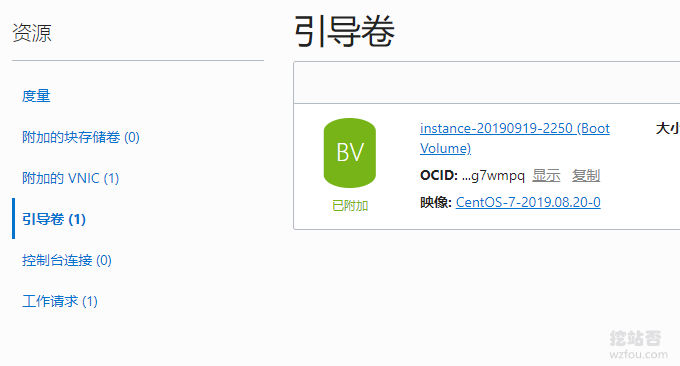 资源
度量
附加的块存储卷 (0)
附加的 VNIC (1)
引导卷 (1)
控制台连接 (0)
工作请求 (1)
引导卷
BV
已附加
instance-20190919-2250 (Boot
Volume)
OCID: ...g7wmpq 显示 复制
映像: CentOS-7-2019.08.20-0
大小
挖站否
wzfou.com